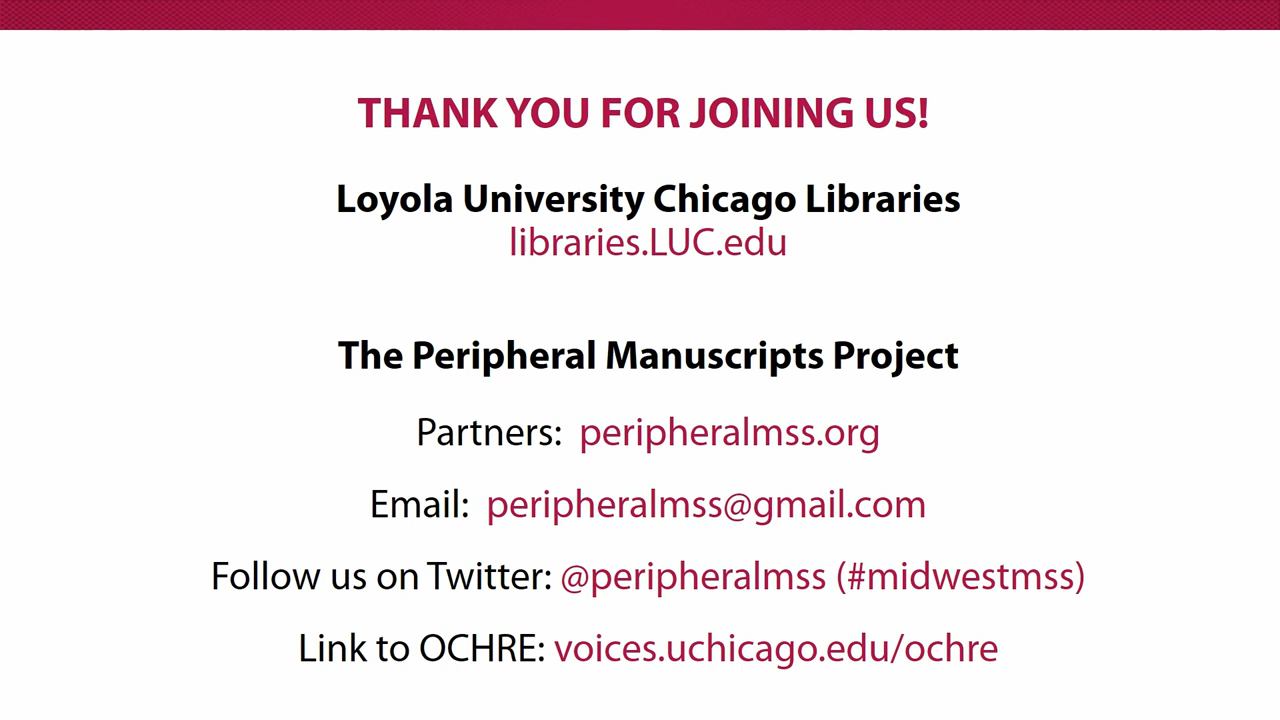 THANK YOU FOR JOINING US!
Loyola University Chicago Libraries
libraries.LUC.edu
The Peripheral Manuscripts Project
Partners: peripheralmss.org
Email: peripheralmss@gmail.com
Follow us on Twitter: @peripheralmss (#midwestmss)
Link to OCHRE: voices.uchicago.edu/ochre